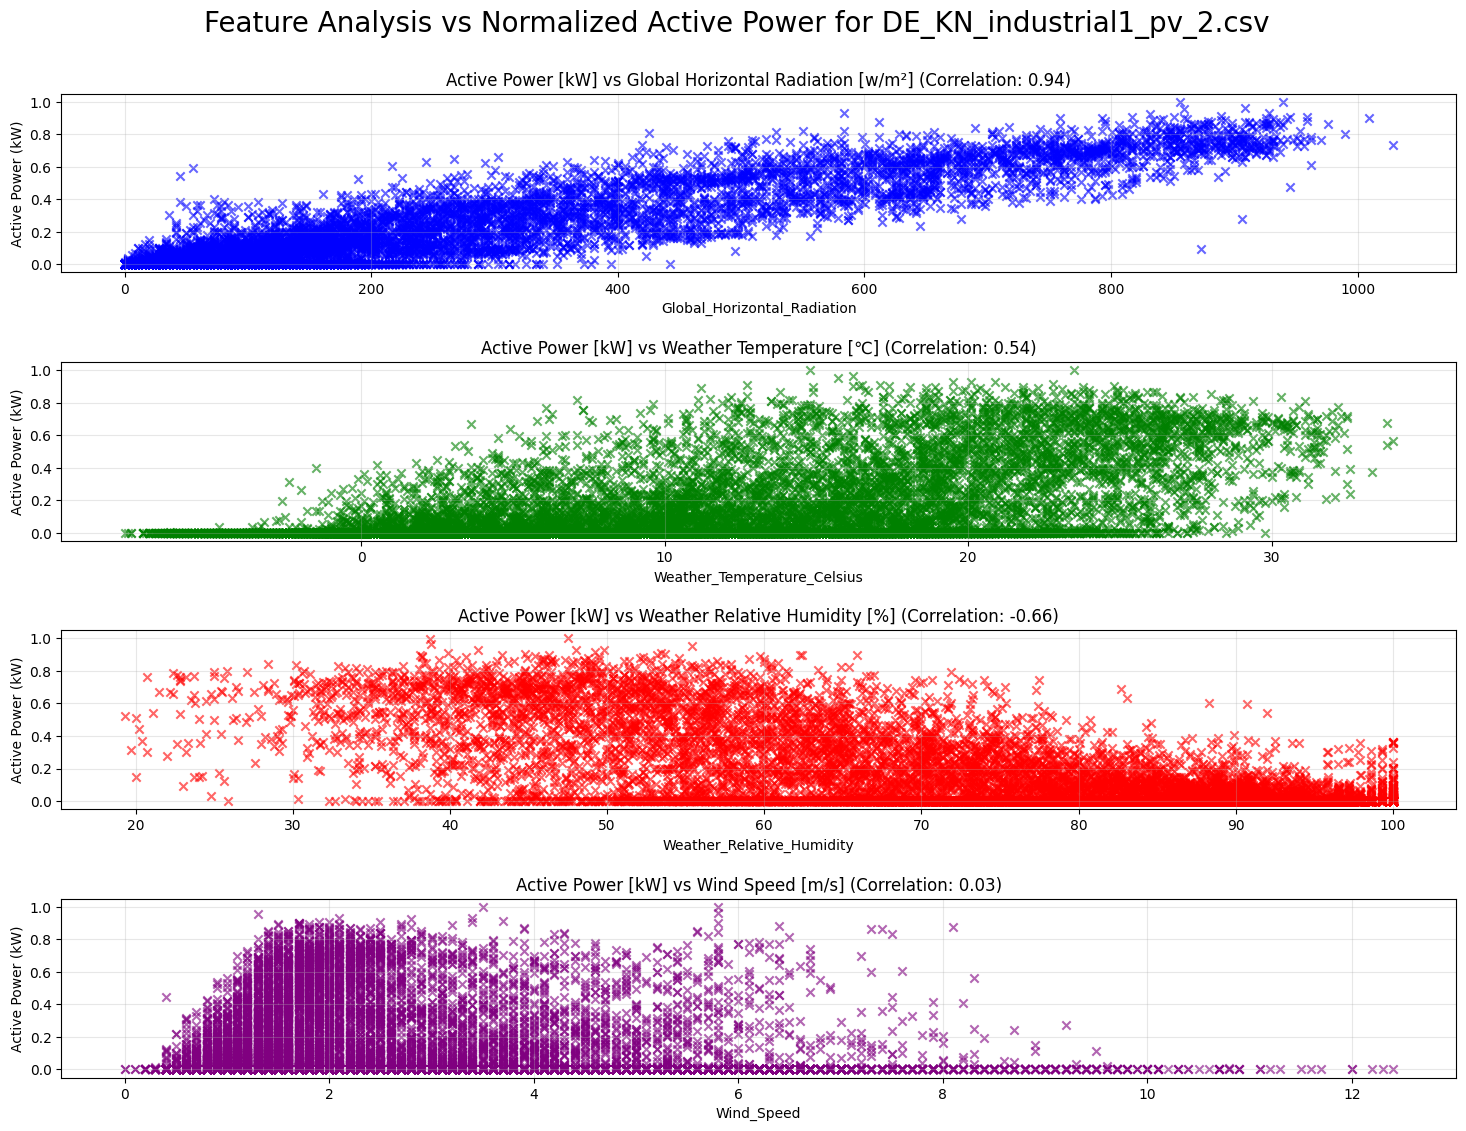 Feature Analysis vs Normalized Active Power for DE_KN_industrial1_pv_2.csv
Active Power [kW] vs Global Horizontal Radiation [w/m²] (Correlation: 0.94)
Active Power (kW)
1.0
0.8
0.6
0.4
0.2
0.0
0 200 400 600 800 1000
Global_Horizontal_Radiation
Active Power [kW] vs Weather Temperature [℃] (Correlation: 0.54)
Active Power (kW)
1.0
0.8
0.6
0.4
0.2
0.0
0 10 20 30
Weather_Temperature_Celsius
Active Power [kW] vs Weather Relative Humidity [%] (Correlation: -0.66)
Active Power (kW)
1.0
0.8
0.6
0.4
0.2
0.0
20 30 40 50 60 70 80 90 100
Weather_Relative_Humidity
Active Power [kW] vs Wind Speed [m/s] (Correlation: 0.03)
Active Power (kW)
1.0
0.8
0.6
0.4
0.2
0.0
0 2 4 6 8 10 12
Wind_Speed